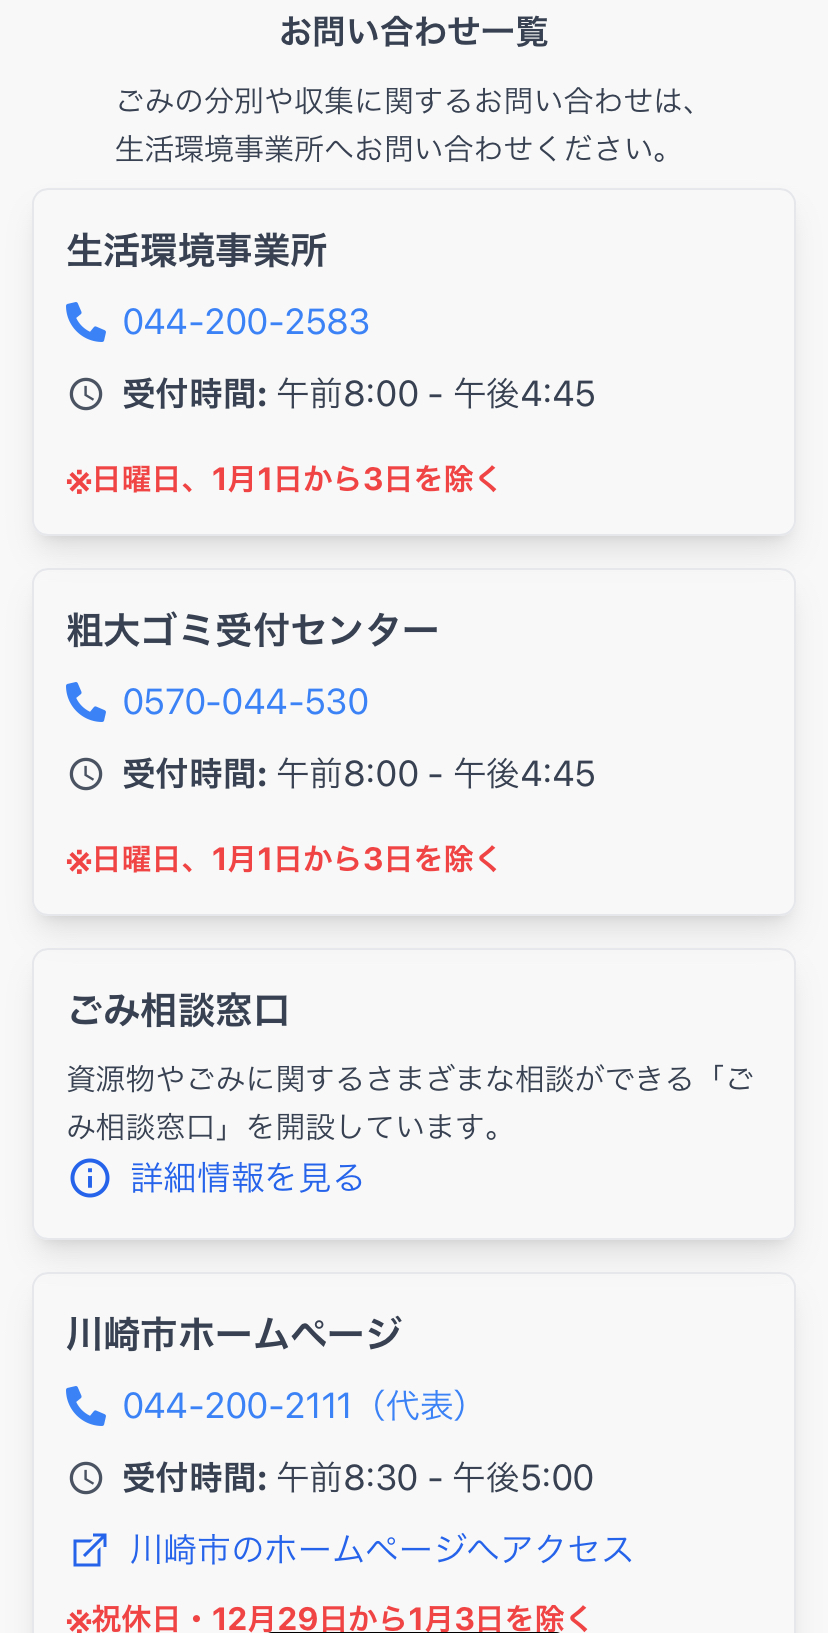 お問い合わせ一覧
ごみの分別や収集に関するお問い合わせは、
生活環境事業所へお問い合わせください。
生活環境事業所
044-200-2583
受付時間: 午前8:00 - 午後4:45
※日曜日、1月1日から3日を除く
粗大ゴミ受付センター
0570-044-530
受付時間: 午前8:00 - 午後4:45
※日曜日、1月1日から3日を除く
ごみ相談窓口
資源物やごみに関するさまざまな相談ができる「ご
み相談窓口」を開設しています。
詳細情報を見る
川崎市ホームページ
044-200-2111（代表）
受付時間: 午前8:30 - 午後5:00
川崎市のホームページへアクセス
※祝休日・12月29日から1月3日を除く